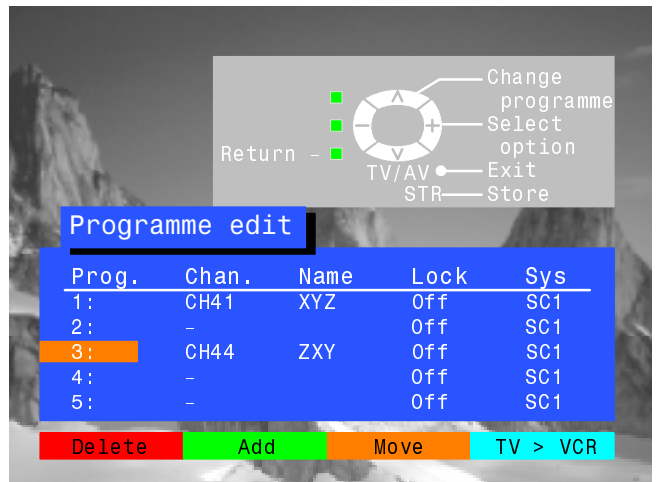 Change
programme
Select
option
Return –
TV/AV
Exit
STR
Store
Programme edit
Prog. Chan. Name Lock Sys
1: CH41 XYZ Off SC1
2: – Off SC1
3: CH44 ZXY Off SC1
4: – Off SC1
5: – Off SC1
Delete Add Move TV > VCR